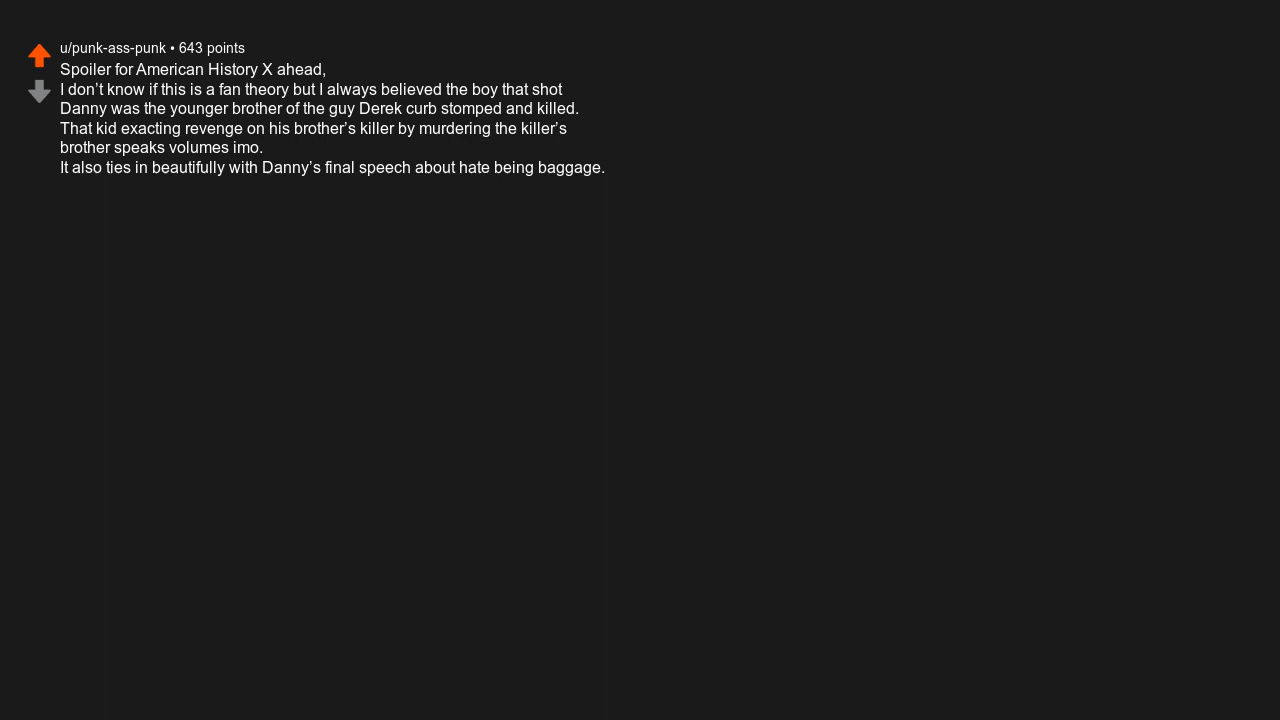 u/punk-ass-punk • 643 points
Spoiler for American History X ahead,
I don’t know if this is a fan theory but I always believed the boy that shot
Danny was the younger brother of the guy Derek curb stomped and killed.
That kid exacting revenge on his brother’s killer by murdering the killer’s
brother speaks volumes imo.
It also ties in beautifully with Danny’s final speech about hate being baggage.